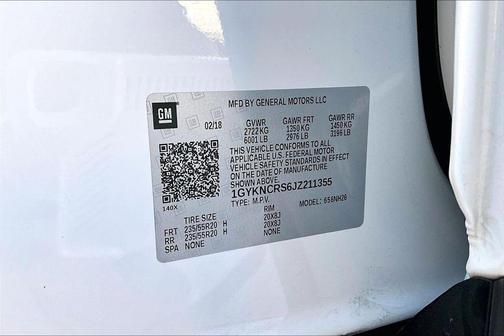 MFD BY GENERAL MOTORS LLC
GM
02/18 GVWR GAWR FRT GAWR RR
2722 KG 1350 KG 1450 KG
6001 LB 2976 LB 3196 LB
THIS VEHICLE CONFORMS TO ALL
APPLICABLE U.S. FEDERAL MOTOR
VEHICLE SAFETY STANDARDS IN EFFECT
ON THE DATE OF MANUFACTURE SHOWN
ABOVE.
1GYKNCRS6JZ211355
140X
TYPE: M.P.V. MODEL: 6S6NH26
TIRE SIZE RIM
FRT 235/55R20 H 20X8J
RR 235/55R20 H 20X8J
SPA NONE NONE